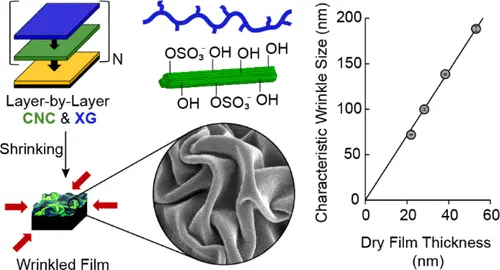 N
Layer-by-Layer
CNC & XG
Shrinking
Wrinkled Film
OSO₃⁻ OH OH OH
OH OSO₃⁻ OH
Characteristic Wrinkle Size (nm)
200
150
100
50
0
0 20 40 60
Dry Film Thickness
(nm)